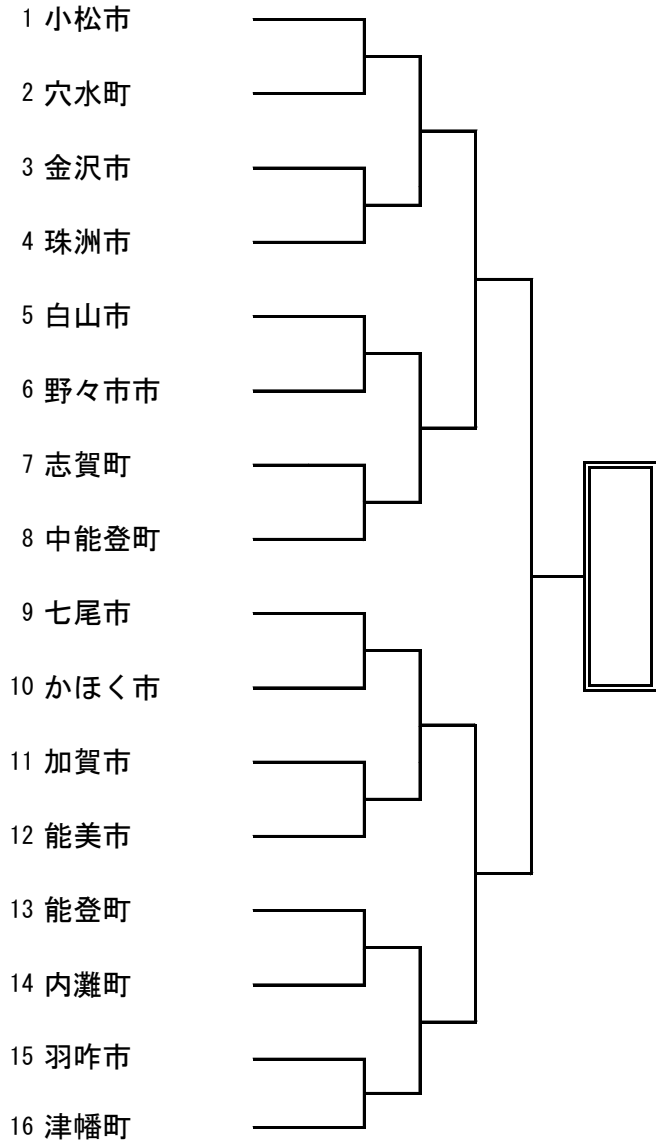 1 小松市
2 穴水町
3 金沢市
4 珠洲市
5 白山市
6 野々市市
7 志賀町
8 中能登町
9 七尾市
10 かほく市
11 加賀市
12 能美市
13 能登町
14 内灘町
15 羽咋市
16 津幡町